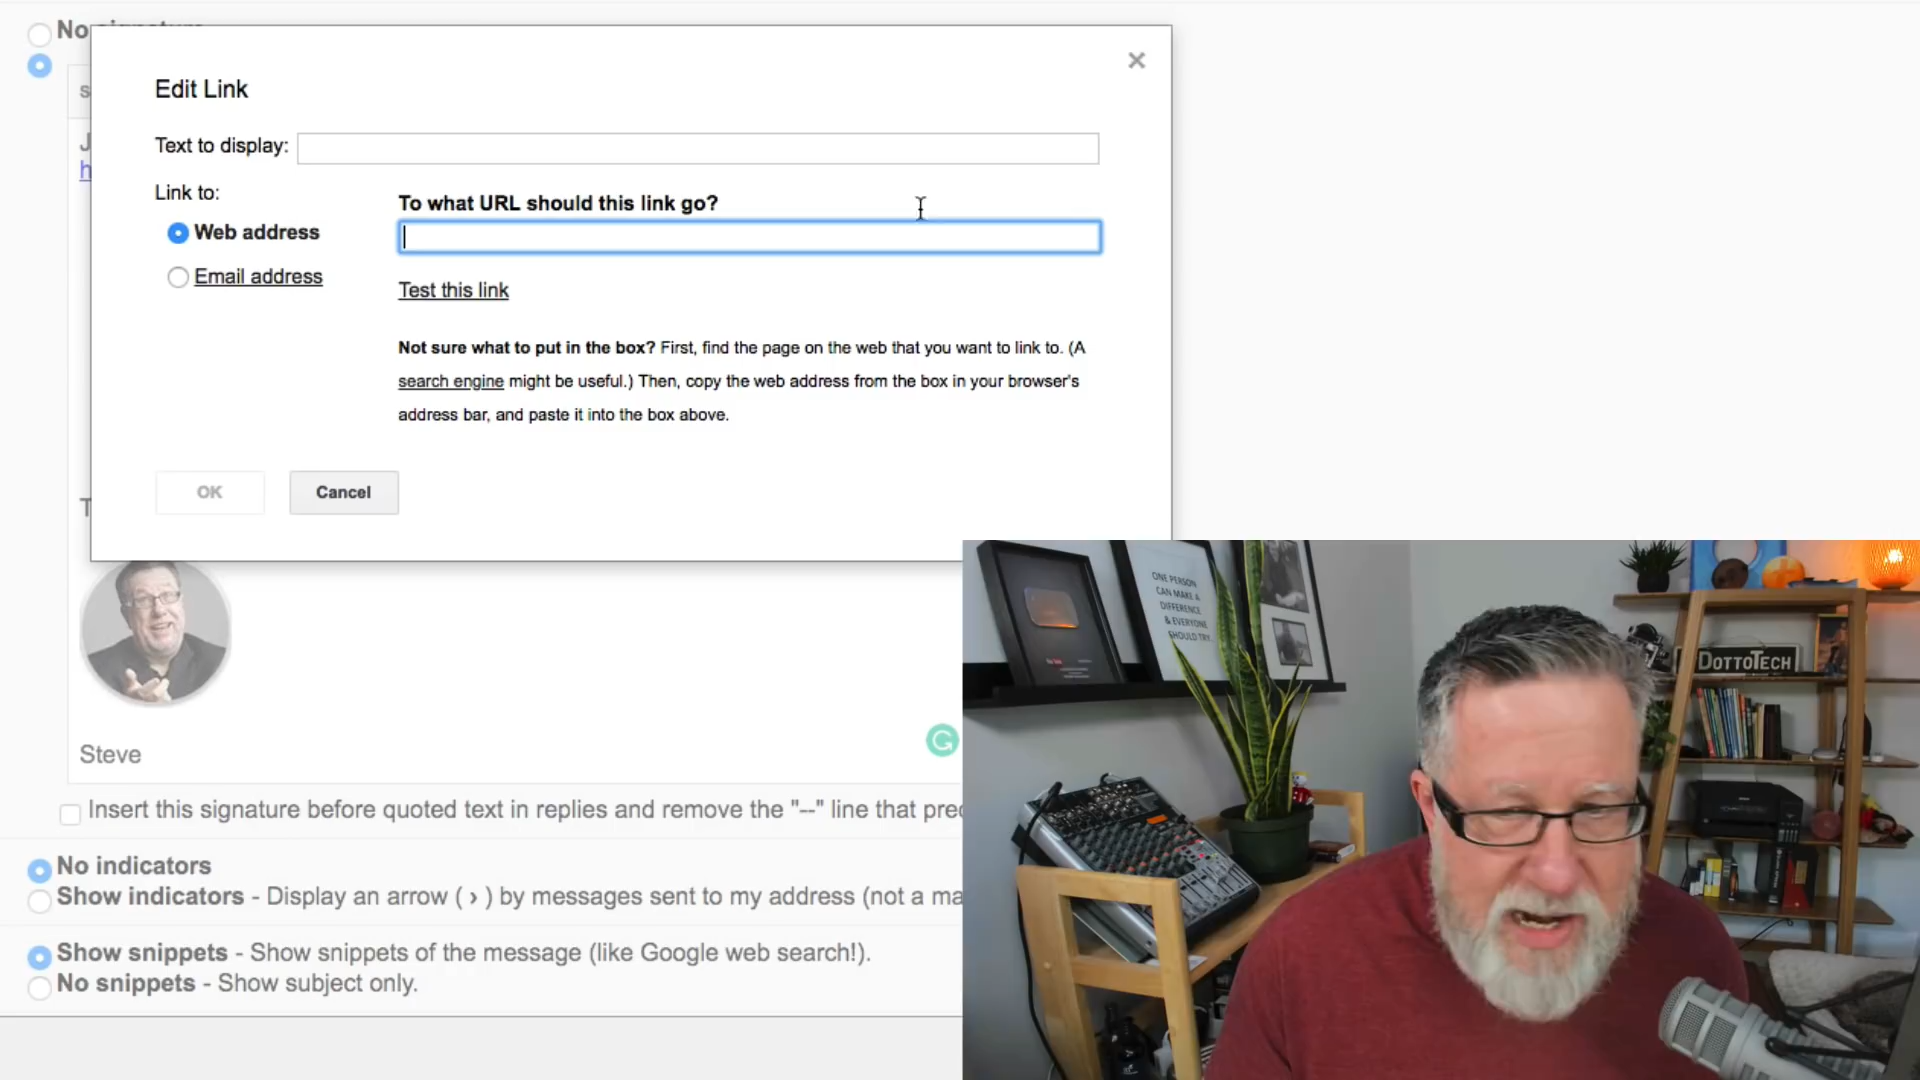 No signature
Edit Link
Text to display:
Link to:
To what URL should this link go?
Web address
Email address
Test this link
Not sure what to put in the box? First, find the page on the web that you want to link to. (A
search engine might be useful.) Then, copy the web address from the box in your browser's
address bar, and paste it into the box above.
OK
Cancel
Steve
Insert this signature before quoted text in replies and remove the "--" line that prec
No indicators
Show indicators - Display an arrow ( › ) by messages sent to my address (not a ma
Show snippets - Show snippets of the message (like Google web search!).
No snippets - Show subject only.
ONE PERSON
CAN MAKE A
DIFFERENCE
& EVERYONE
SHOULD TRY.
DOTTOTECH